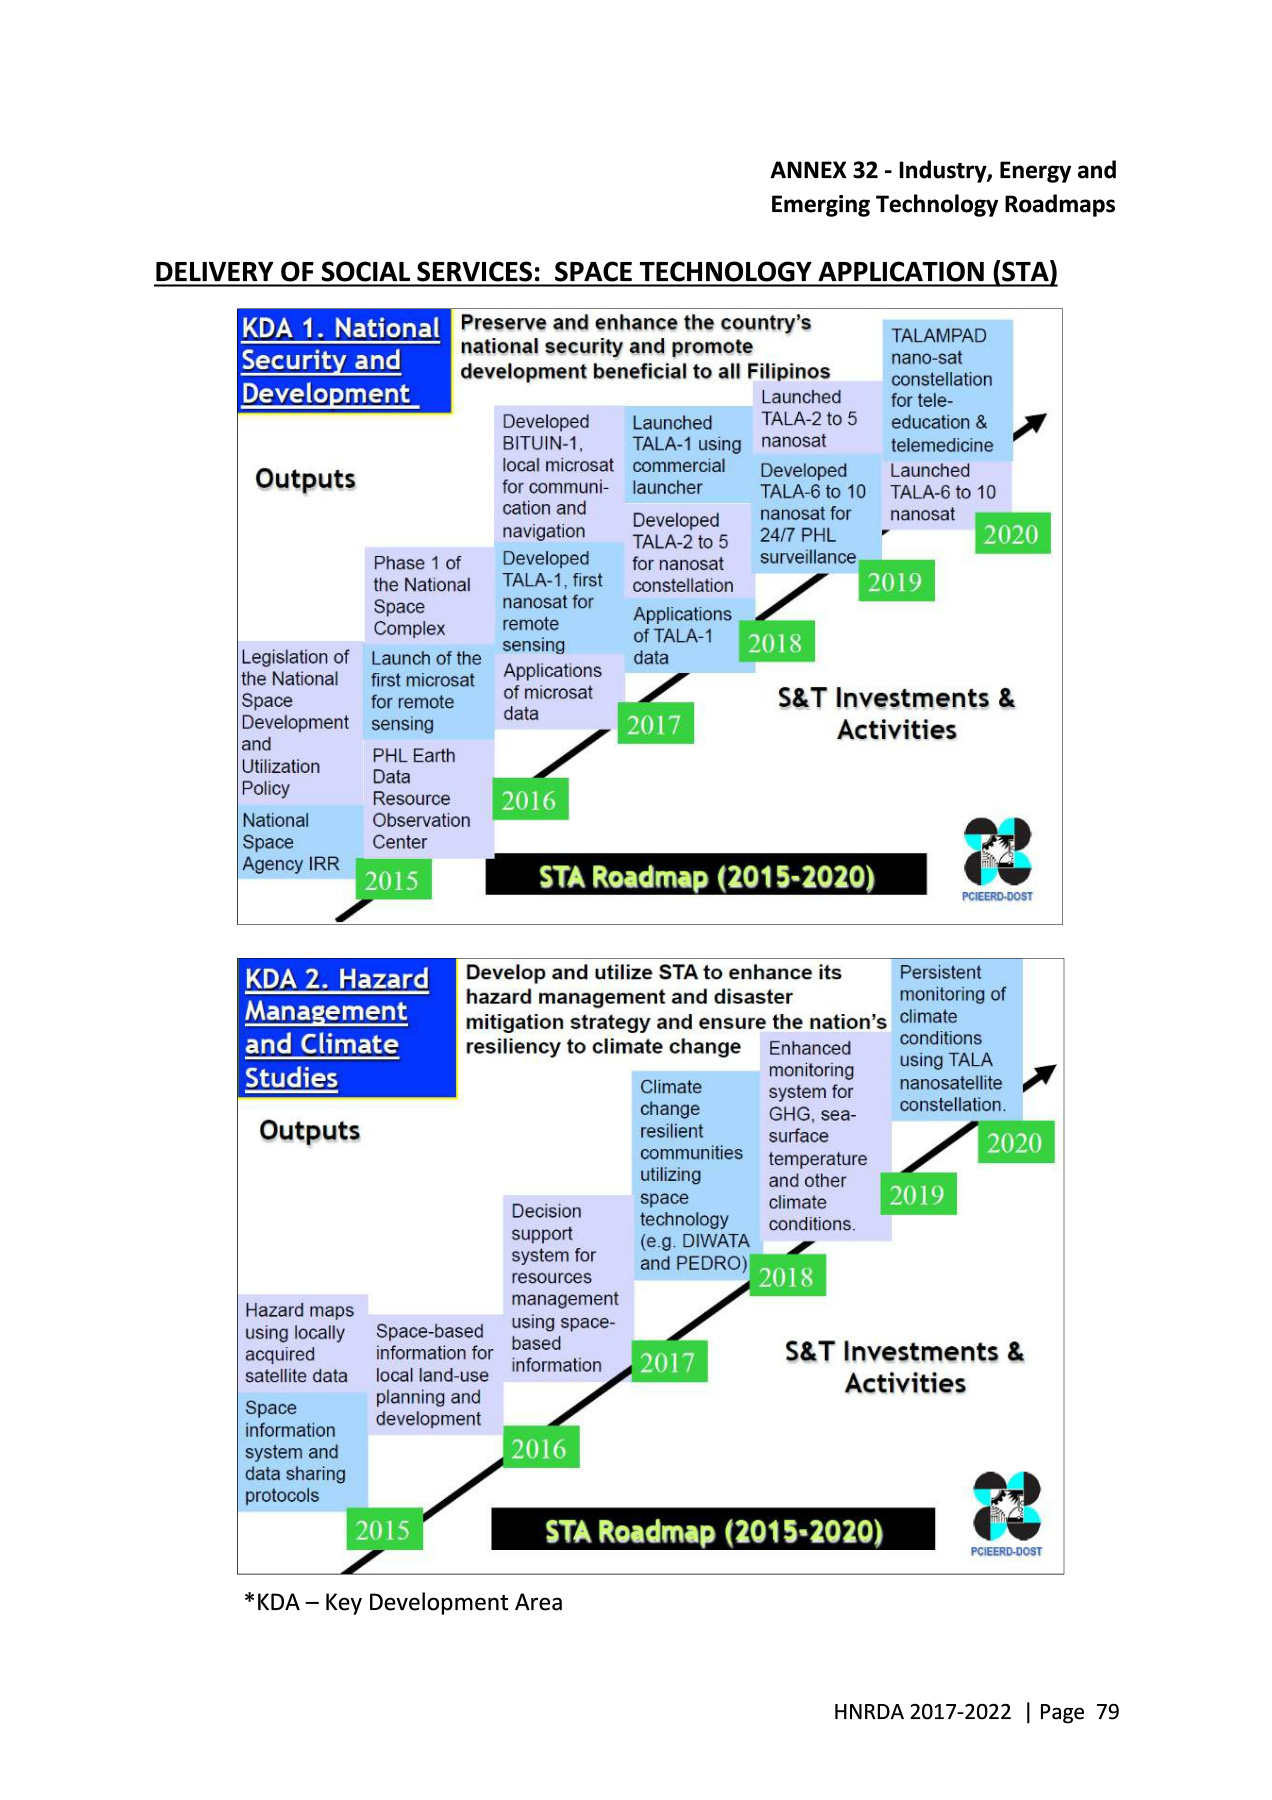 ANNEX 32 - Industry, Energy and
Emerging Technology Roadmaps
DELIVERY OF SOCIAL SERVICES:  SPACE TECHNOLOGY APPLICATION (STA)
KDA 1. National
Security and
Development
Preserve and enhance the country's
national security and promote
development beneficial to all Filipinos
Outputs
Legislation of
the National
Space
Development
and
Utilization
Policy
National
Space
Agency IRR
2015
Phase 1 of
the National
Space
Complex
Launch of the
first microsat
for remote
sensing
PHL Earth
Data
Resource
Observation
Center
2016
Developed
BITUIN-1,
local microsat
for communi-
cation and
navigation
Developed
TALA-1, first
nanosat for
remote
sensing
Applications
of microsat
data
2017
Launched
TALA-1 using
commercial
launcher
Developed
TALA-2 to 5
for nanosat
constellation
Applications
of TALA-1
data
2018
Launched
TALA-2 to 5
nanosat
Developed
TALA-6 to 10
nanosat for
24/7 PHL
surveillance
2019
TALAMPAD
nano-sat
constellation
for tele-
education &
telemedicine
Launched
TALA-6 to 10
nanosat
2020
S&T Investments &
Activities
STA Roadmap (2015-2020)
PCIEERD-DOST
KDA 2. Hazard
Management
and Climate
Studies
Develop and utilize STA to enhance its
hazard management and disaster
mitigation strategy and ensure the nation's
resiliency to climate change
Outputs
Hazard maps
using locally
acquired
satellite data
Space
information
system and
data sharing
protocols
2015
Space-based
information for
local land-use
planning and
development
2016
Decision
support
system for
resources
management
using space-
based
information
2017
Climate
change
resilient
communities
utilizing
space
technology
(e.g. DIWATA
and PEDRO)
2018
Enhanced
monitoring
system for
GHG, sea-
surface
temperature
and other
climate
conditions.
2019
Persistent
monitoring of
climate
conditions
using TALA
nanosatellite
constellation.
2020
S&T Investments &
Activities
STA Roadmap (2015-2020)
PCIEERD-DOST
*KDA – Key Development Area
HNRDA 2017-2022  | Page  79